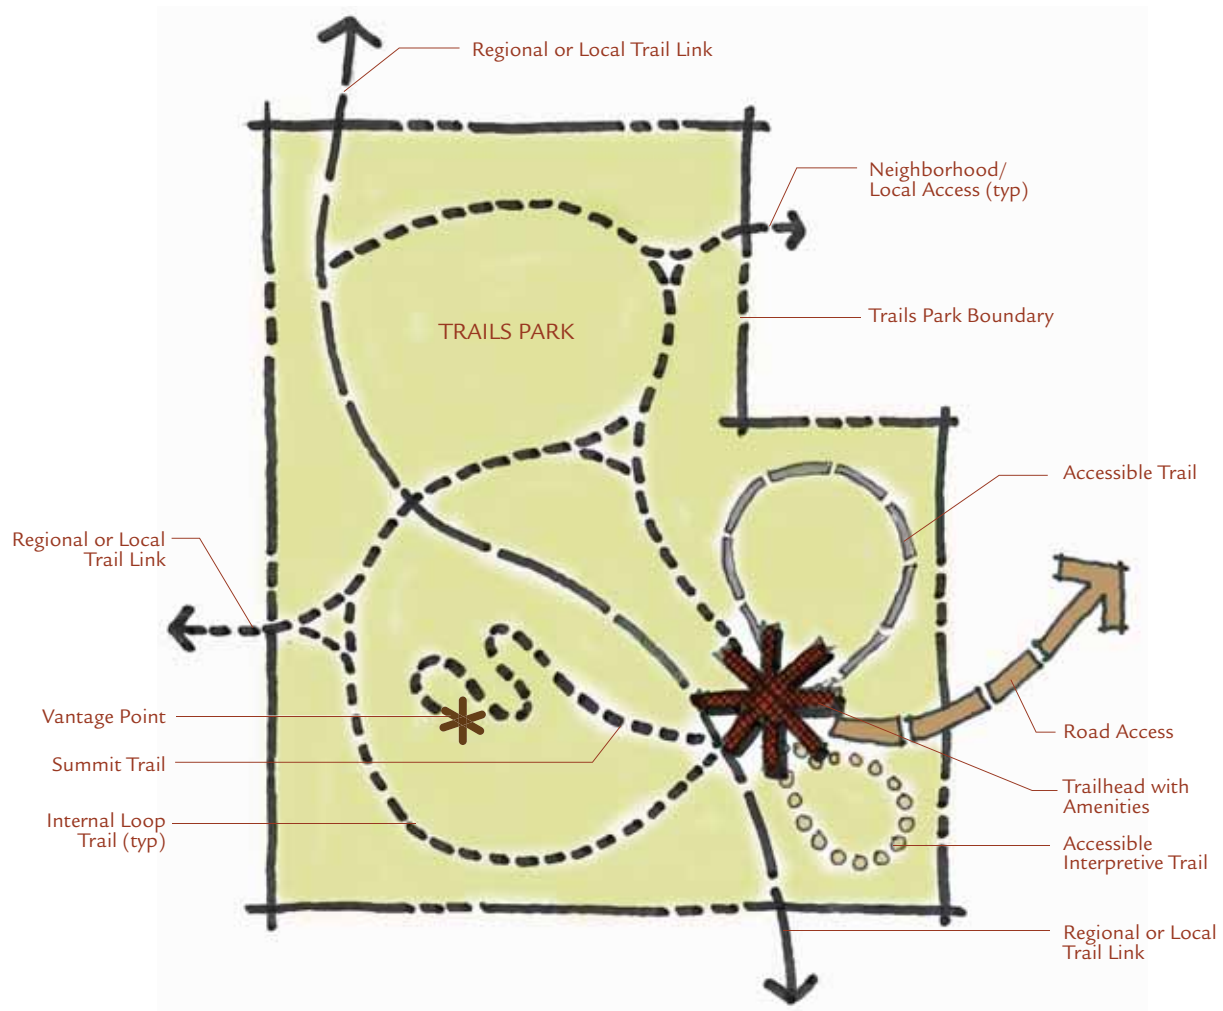 Regional or Local Trail Link
Neighborhood/
Local Access (typ)
TRAILS PARK
Trails Park Boundary
Accessible Trail
Regional or Local
Trail Link
Vantage Point
Summit Trail
Internal Loop
Trail (typ)
Road Access
Trailhead with
Amenities
Accessible
Interpretive Trail
Regional or Local
Trail Link